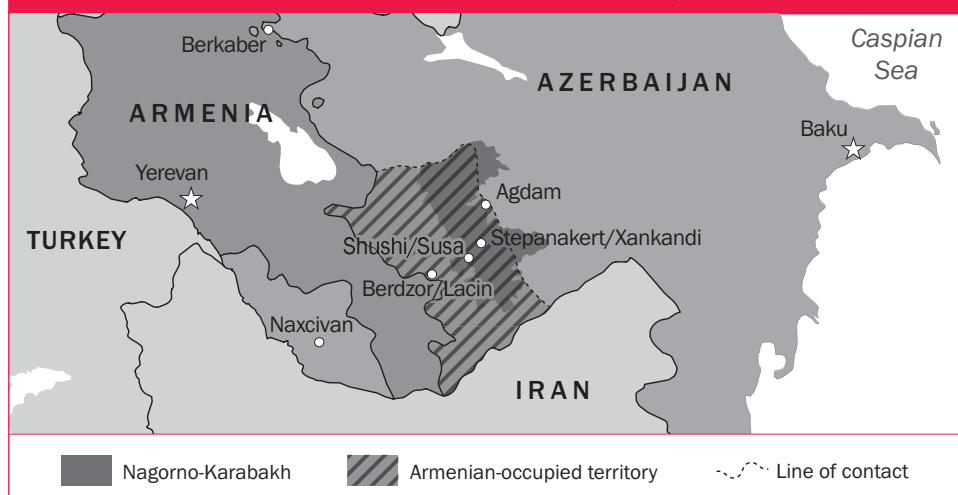 Berkaber
Caspian
Sea
AZERBAIJAN
ARMENIA
Baku
Yerevan
Agdam
TURKEY
Stepanakert/Xankandi
Shushi/Susa
Berdzor/Lacin
Naxcivan
IRAN
Nagorno-Karabakh
Armenian-occupied territory
Line of contact